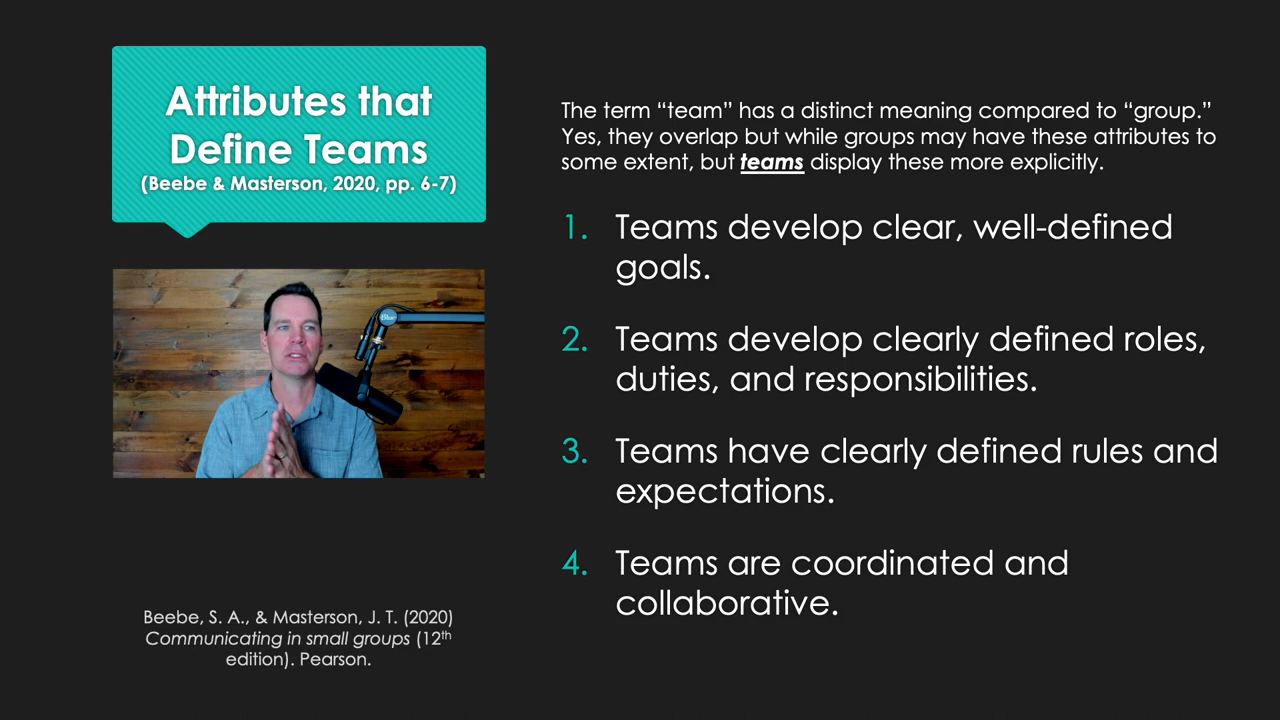 Attributes that
Define Teams
(Beebe & Masterson, 2020, pp. 6-7)
The term “team” has a distinct meaning compared to “group.”
Yes, they overlap but while groups may have these attributes to
some extent, but teams display these more explicitly.
1. Teams develop clear, well-defined
goals.
2. Teams develop clearly defined roles,
duties, and responsibilities.
3. Teams have clearly defined rules and
expectations.
4. Teams are coordinated and
collaborative.
Blue
Beebe, S. A., & Masterson, J. T. (2020)
Communicating in small groups (12th
edition). Pearson.